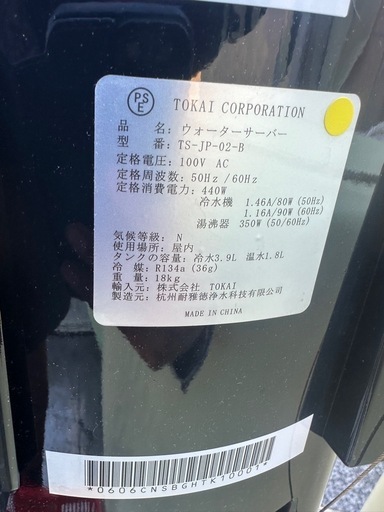 PS
E
TOKAI CORPORATION
品　名：ウォーターサーバー
型　番：TS-JP-02-B
定格電圧：100V AC
定格周波数：50Hz /60Hz
定格消費電力：440W
冷水機　1.46A/80W (50Hz)
1.16A/90W (60Hz)
湯沸器　350W (50/60Hz)
気候等級：N
使用場所：屋内
タンクの容量：冷水3.9L 温水1.8L
冷　媒：R134a (36g)
重　量：18kg
輸入元：株式会社 TOKAI
製造元：杭州耐雅徳浄水科技有限公司
MADE IN CHINA
*0606CNSBGHTK10001*